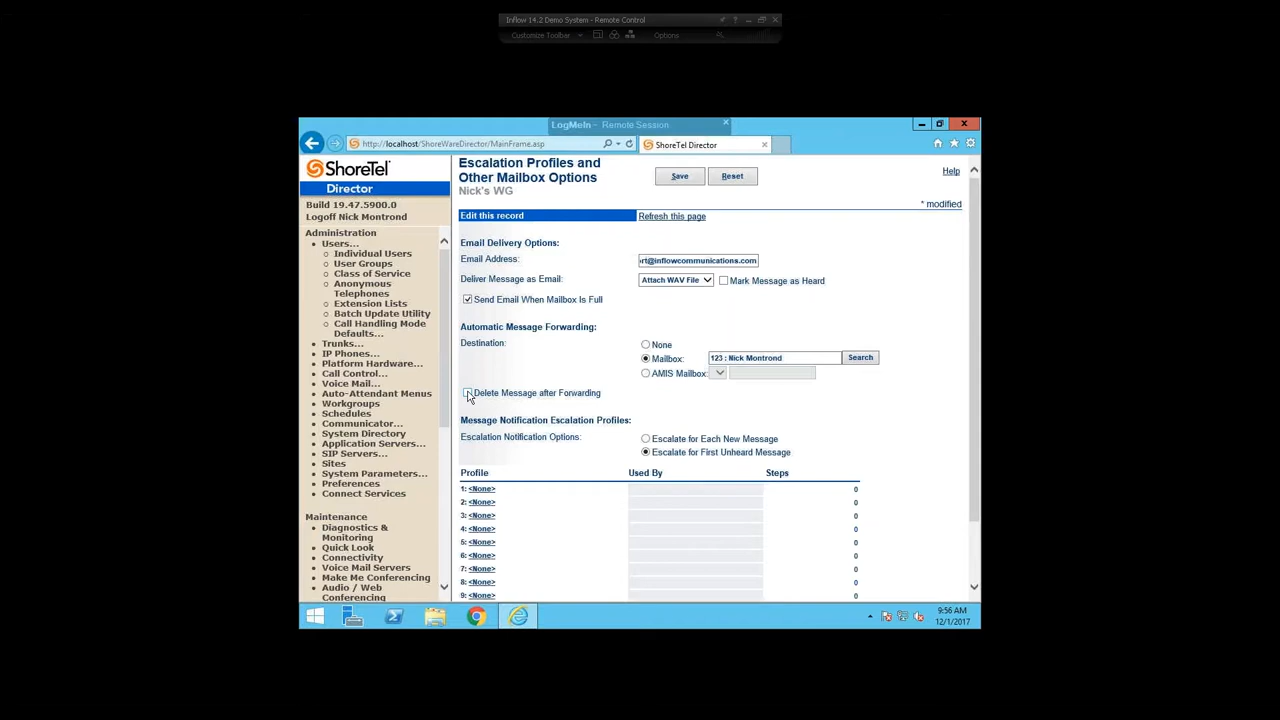 Inflow 14.2 Demo System - Remote Control
Customize Toolbar
Options
LogMeIn - Remote Session
http://localhost/ShoreWareDirector/MainFrame.asp
ShoreTel Director
ShoreTel
Director
Build 19.47.5900.0
Logoff Nick Montrond
Administration
Users...
Individual Users
User Groups
Class of Service
Anonymous
Telephones
Extension Lists
Batch Update Utility
Call Handling Mode
Defaults...
Trunks...
IP Phones...
Platform Hardware...
Call Control...
Voice Mail...
Auto-Attendant Menus
Workgroups
Schedules
Communicator...
System Directory
Application Servers...
SIP Servers...
Sites
System Parameters...
Preferences
Connect Services
Maintenance
Diagnostics &
Monitoring
Quick Look
Connectivity
Voice Mail Servers
Make Me Conferencing
Audio / Web
Conferencing
Escalation Profiles and
Other Mailbox Options
Nick's WG
Save
Reset
Help
* modified
Edit this record
Refresh this page
Email Delivery Options:
Email Address:
rt@inflowcommunications.com
Deliver Message as Email:
Attach WAV File
Mark Message as Heard
Send Email When Mailbox Is Full
Automatic Message Forwarding:
Destination:
None
Mailbox:
123 : Nick Montrond
Search
AMIS Mailbox:
Delete Message after Forwarding
Message Notification Escalation Profiles:
Escalation Notification Options:
Escalate for Each New Message
Escalate for First Unheard Message
Profile Used By Steps
1: <None> 0
2: <None> 0
3: <None> 0
4: <None> 0
5: <None> 0
6: <None> 0
7: <None> 0
8: <None> 0
9: <None> 0
9:56 AM
12/1/2017